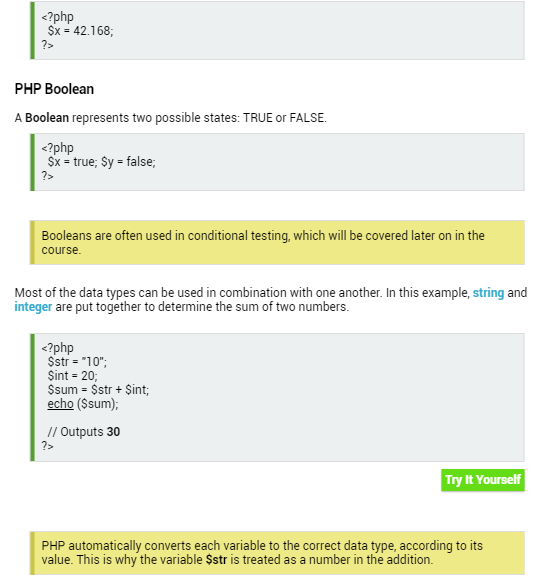 <?php
$x = 42.168;
?>
PHP Boolean
A Boolean represents two possible states: TRUE or FALSE.
<?php
$x = true; $y = false;
?>
Booleans are often used in conditional testing, which will be covered later on in the
course.
Most of the data types can be used in combination with one another. In this example, string and
integer are put together to determine the sum of two numbers.
<?php
$str = "10";
$int = 20;
$sum = $str + $int;
echo ($sum);
// Outputs 30
?>
Try It Yourself
PHP automatically converts each variable to the correct data type, according to its
value. This is why the variable $str is treated as a number in the addition.